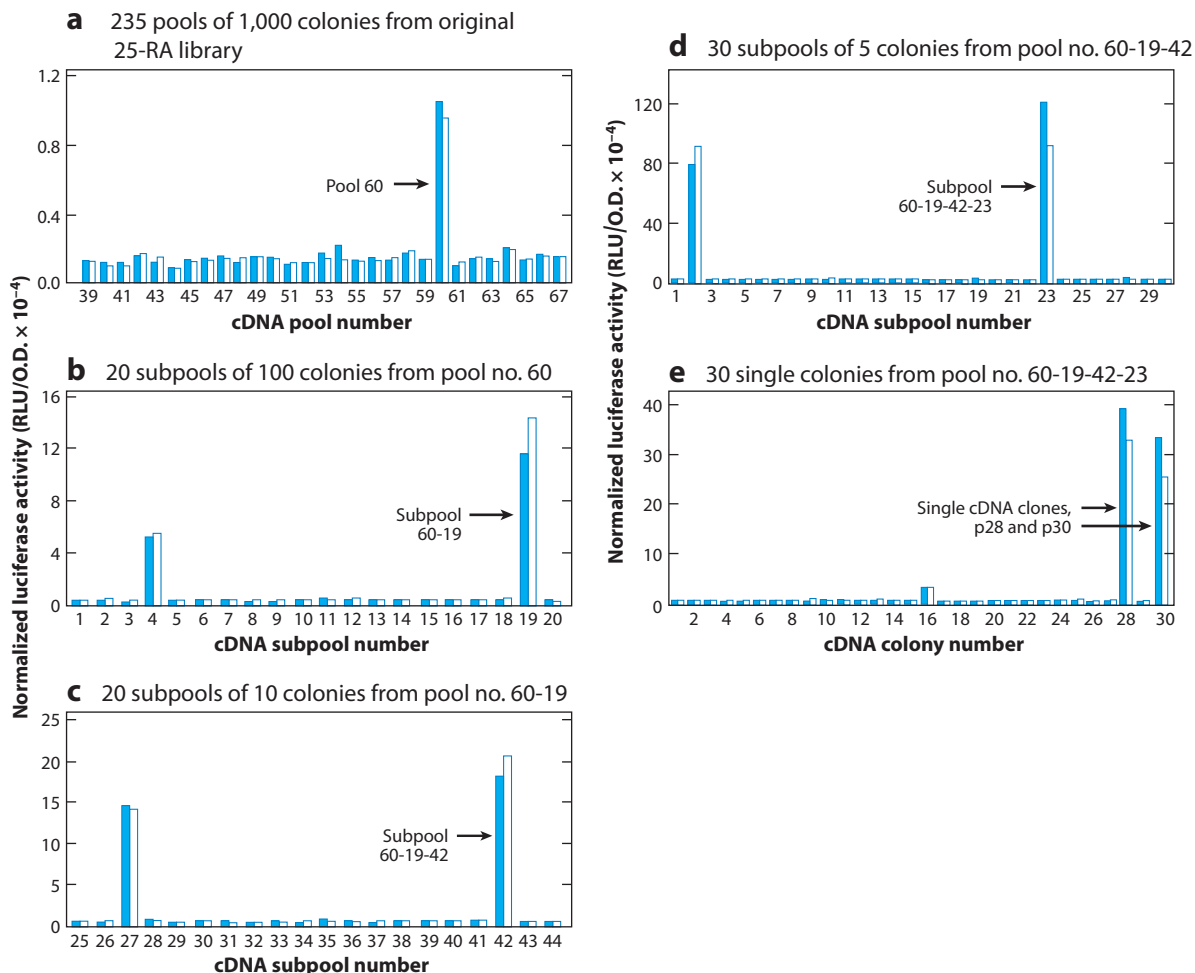 a 235 pools of 1,000 colonies from original
25-RA library
1.2
0.8
0.4
0.0
Pool 60
39 41 43 45 47 49 51 53 55 57 59 61 63 65 67
cDNA pool number
b 20 subpools of 100 colonies from pool no. 60
16
12
8
4
0
Subpool
60-19
1 2 3 4 5 6 7 8 9 10 11 12 13 14 15 16 17 18 19 20
cDNA subpool number
c 20 subpools of 10 colonies from pool no. 60-19
25
20
15
10
5
0
Subpool
60-19-42
25 26 27 28 29 30 31 32 33 34 35 36 37 38 39 40 41 42 43 44
cDNA subpool number
Normalized luciferase activity (RLU/O.D. × 10⁻⁴)
d 30 subpools of 5 colonies from pool no. 60-19-42
120
80
40
0
Subpool
60-19-42-23
1 3 5 7 9 11 13 15 17 19 21 23 25 27 29
cDNA subpool number
e 30 single colonies from pool no. 60-19-42-23
40
30
20
10
0
Single cDNA clones,
p28 and p30
2 4 6 8 10 12 14 16 18 20 22 24 26 28 30
cDNA colony number
Normalized luciferase activity (RLU/O.D. × 10⁻⁴)